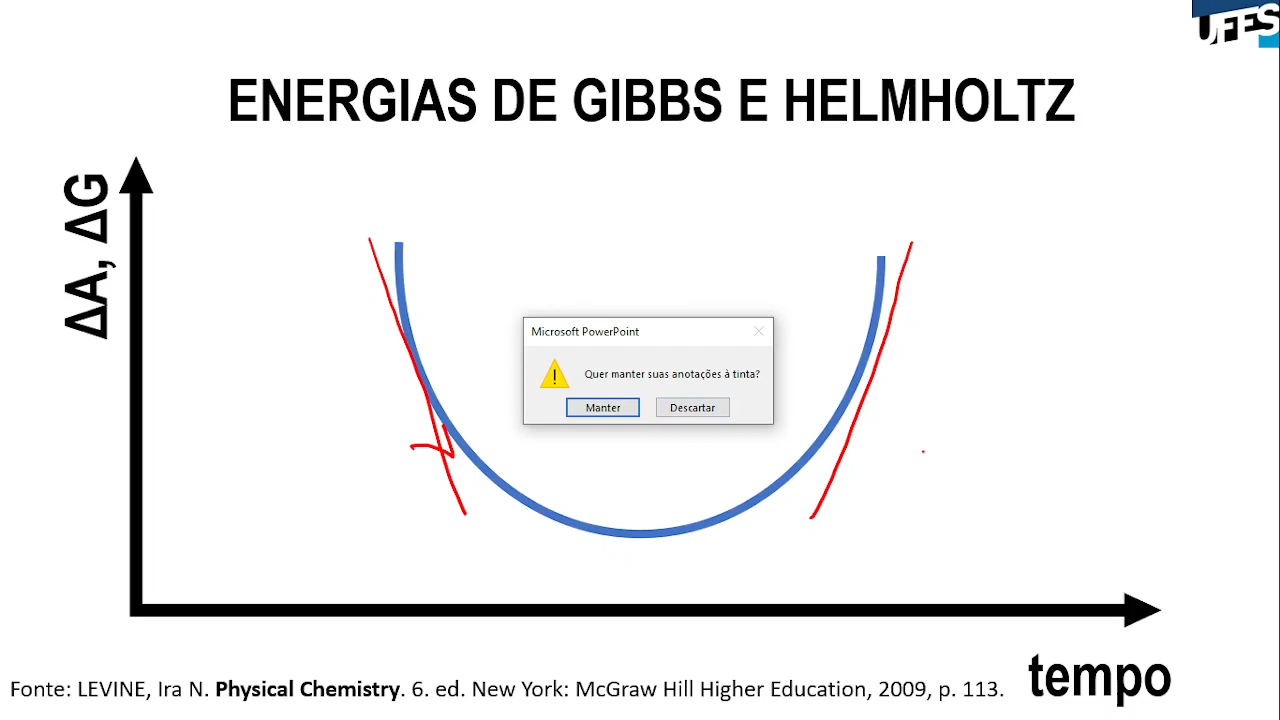 UFES
ENERGIAS DE GIBBS E HELMHOLTZ
ΔA, ΔG
Microsoft PowerPoint
Quer manter suas anotações à tinta?
Manter Descartar
tempo
Fonte: LEVINE, Ira N. Physical Chemistry. 6. ed. New York: McGraw Hill Higher Education, 2009, p. 113.